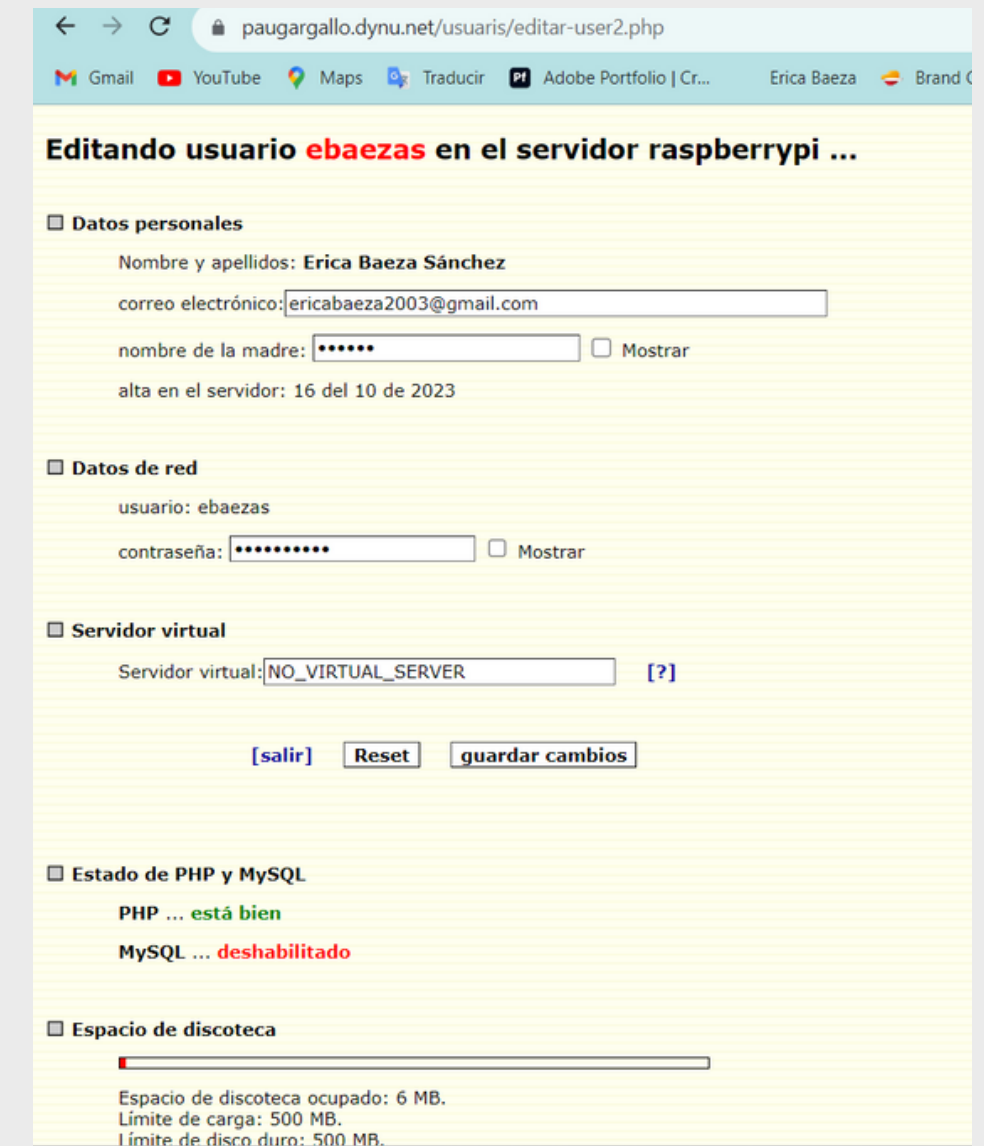 paugargallo.dynu.net/usuaris/editar-user2.php
Gmail YouTube Maps Traducir Adobe Portfolio | Cr... Erica Baeza Brand
Editando usuario ebaezas en el servidor raspberrypi ...
Datos personales
Nombre y apellidos: Erica Baeza Sánchez
correo electrónico: ericabaeza2003@gmail.com
nombre de la madre: •••••• Mostrar
alta en el servidor: 16 del 10 de 2023
Datos de red
usuario: ebaezas
contraseña: •••••••••• Mostrar
Servidor virtual
Servidor virtual: NO_VIRTUAL_SERVER [?]
[salir] Reset guardar cambios
Estado de PHP y MySQL
PHP ... está bien
MySQL ... deshabilitado
Espacio de discoteca
Espacio de discoteca ocupado: 6 MB.
Límite de carga: 500 MB.
Límite de disco duro: 500 MB.